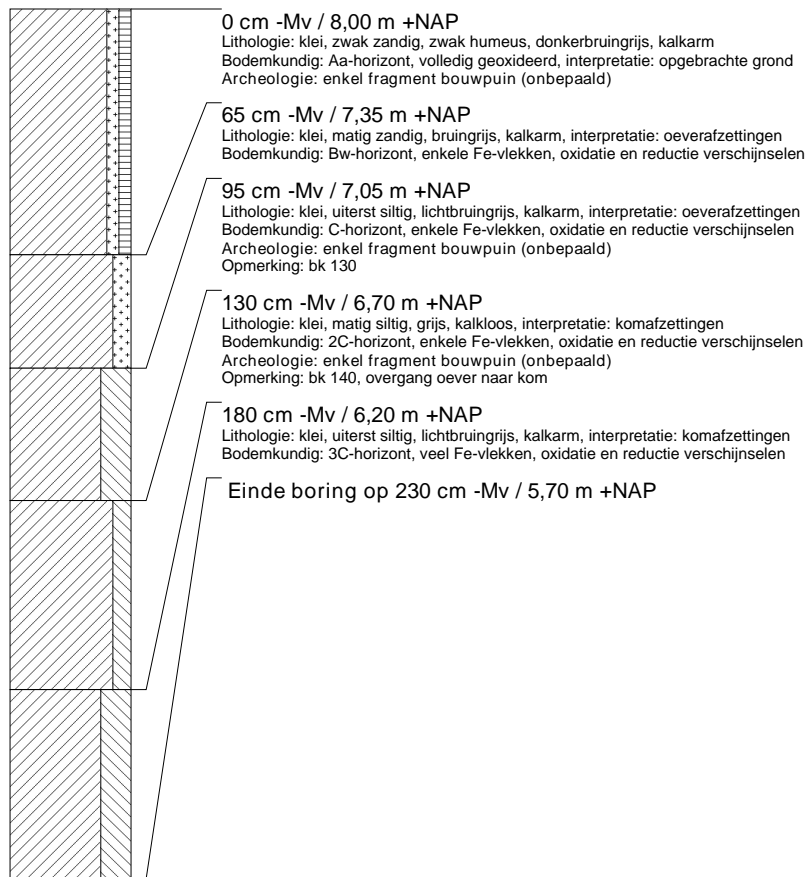 0 cm -Mv / 8,00 m +NAP
Lithologie: klei, zwak zandig, zwak humeus, donkerbruingrijs, kalkarm
Bodemkundig: Aa-horizont, volledig geoxideerd, interpretatie: opgebrachte grond
Archeologie: enkel fragment bouwpuin (onbepaald)
65 cm -Mv / 7,35 m +NAP
Lithologie: klei, matig zandig, bruingrijs, kalkarm, interpretatie: oeverafzettingen
Bodemkundig: Bw-horizont, enkele Fe-vlekken, oxidatie en reductie verschijnselen
95 cm -Mv / 7,05 m +NAP
Lithologie: klei, uiterst siltig, lichtbruingrijs, kalkarm, interpretatie: oeverafzettingen
Bodemkundig: C-horizont, enkele Fe-vlekken, oxidatie en reductie verschijnselen
Archeologie: enkel fragment bouwpuin (onbepaald)
Opmerking: bk 130
130 cm -Mv / 6,70 m +NAP
Lithologie: klei, matig siltig, grijs, kalkloos, interpretatie: komafzettingen
Bodemkundig: 2C-horizont, enkele Fe-vlekken, oxidatie en reductie verschijnselen
Archeologie: enkel fragment bouwpuin (onbepaald)
Opmerking: bk 140, overgang oever naar kom
180 cm -Mv / 6,20 m +NAP
Lithologie: klei, uiterst siltig, lichtbruingrijs, kalkarm, interpretatie: komafzettingen
Bodemkundig: 3C-horizont, veel Fe-vlekken, oxidatie en reductie verschijnselen
Einde boring op 230 cm -Mv / 5,70 m +NAP